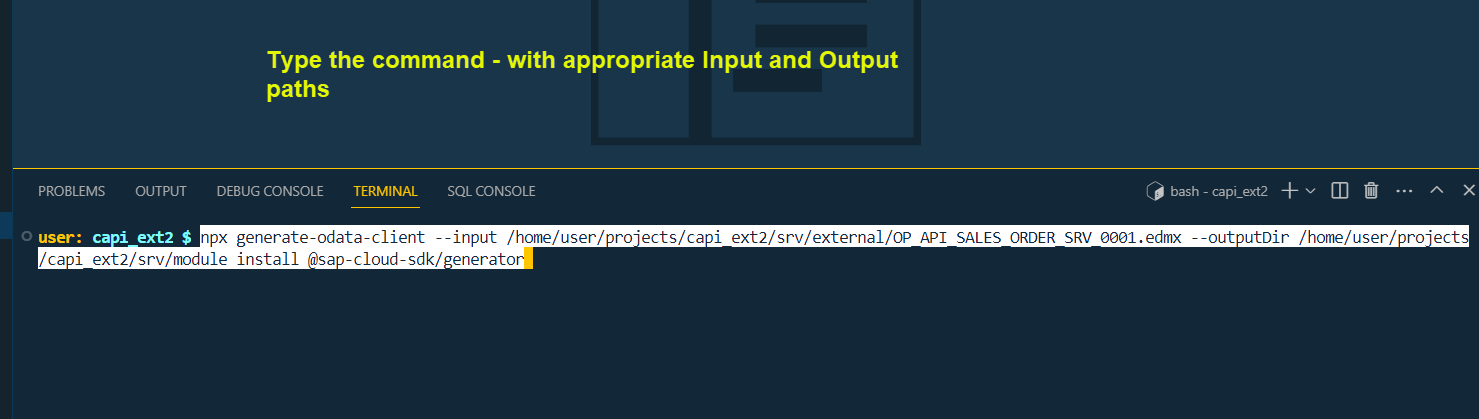 Type the command - with appropriate Input and Output
paths
PROBLEMS OUTPUT DEBUG CONSOLE TERMINAL SQL CONSOLE bash - capi_ext2
user: capi_ext2 $ npx generate-odata-client --input /home/user/projects/capi_ext2/srv/external/OP_API_SALES_ORDER_SRV_0001.edmx --outputDir /home/user/projects
/capi_ext2/srv/module install @sap-cloud-sdk/generator